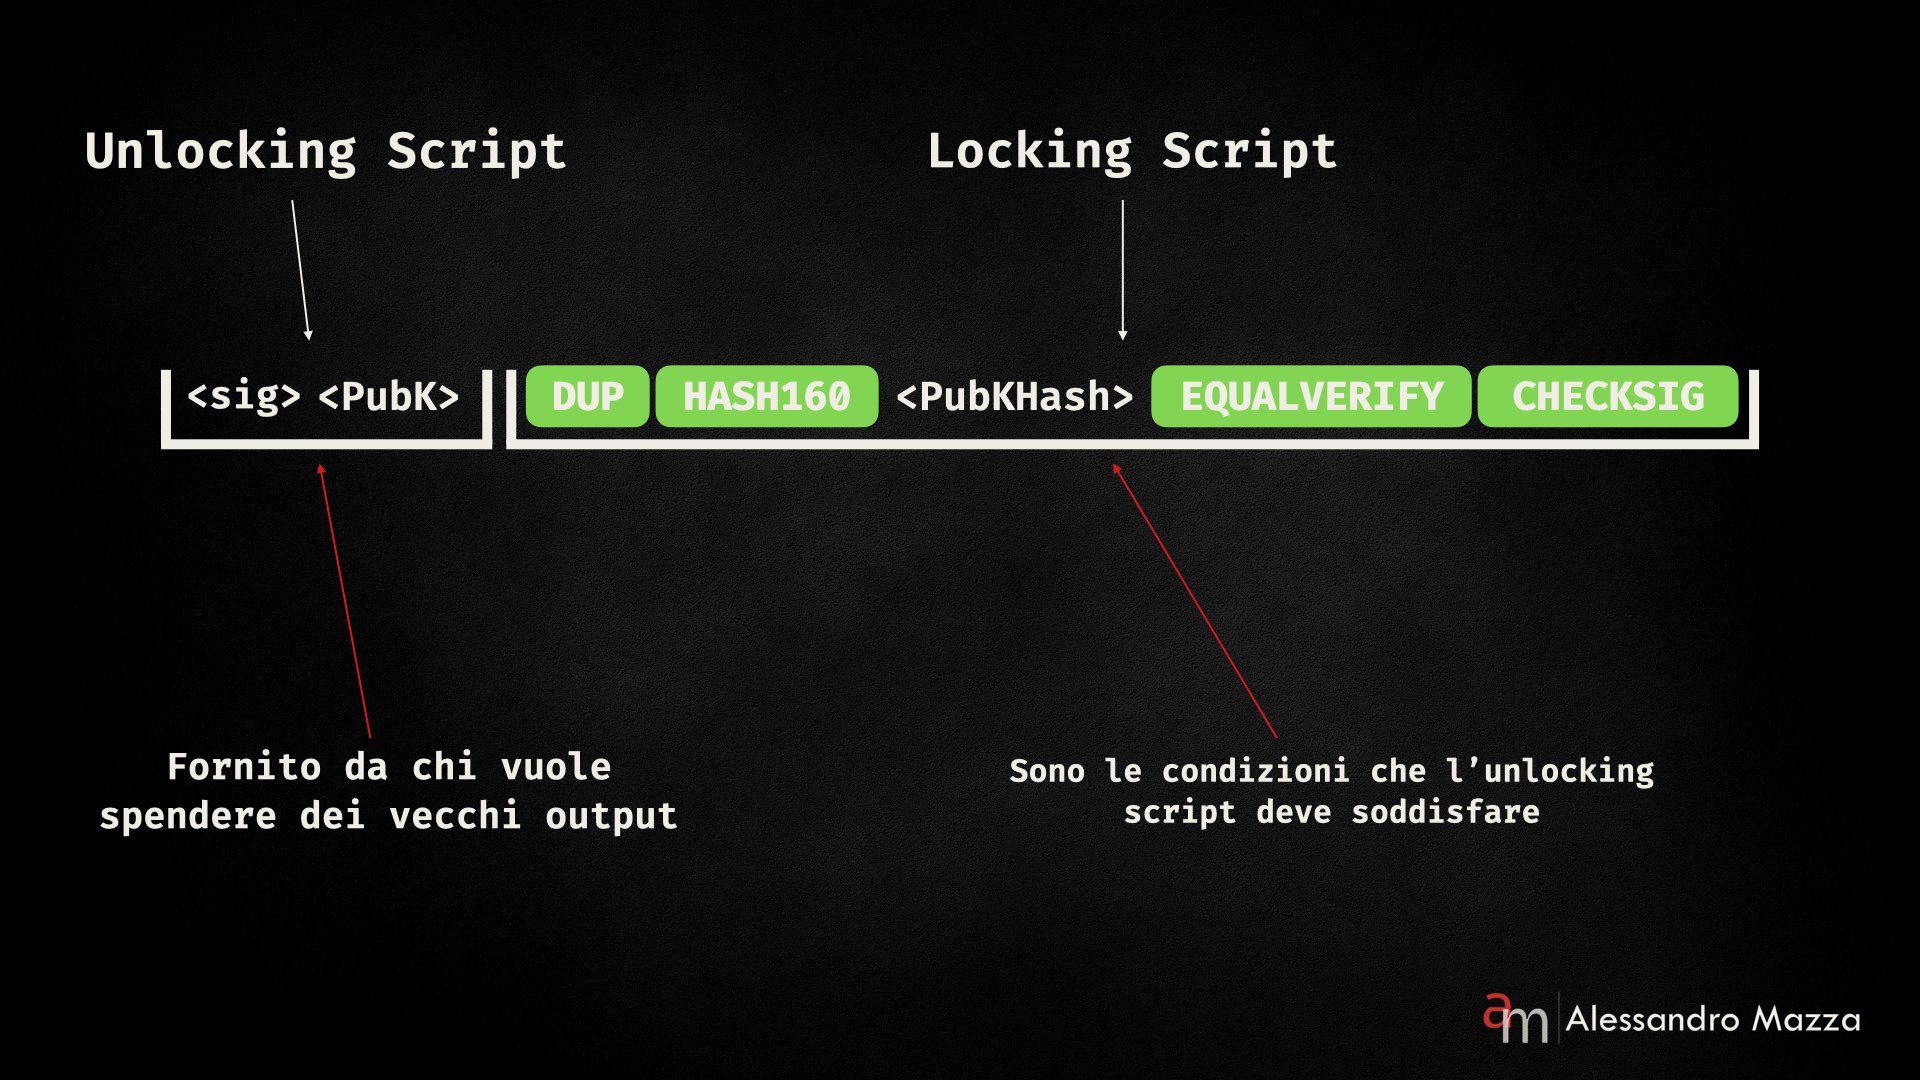 Unlocking Script
Locking Script
<sig> <PubK> DUP HASH160 <PubKHash> EQUALVERIFY CHECKSIG
Fornito da chi vuole
spendere dei vecchi output
Sono le condizioni che l’unlocking
script deve soddisfare
am Alessandro Mazza